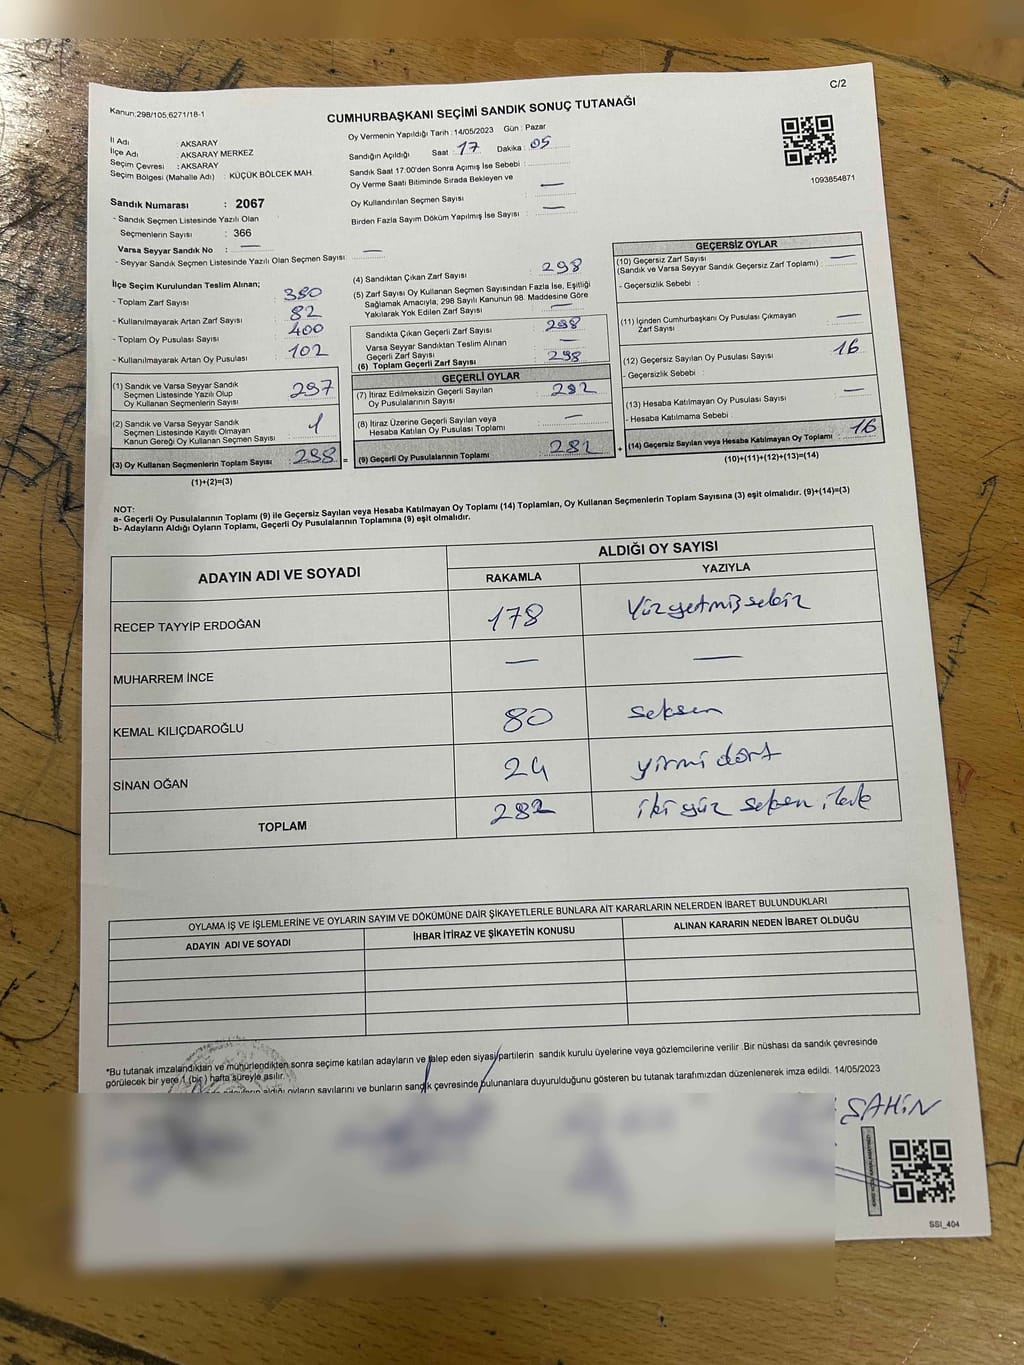 C/2
Kanun:298/105,6271/18-1
CUMHURBAŞKANI SEÇİMİ SANDIK SONUÇ TUTANAĞI
İl Adı : AKSARAY
İlçe Adı : AKSARAY MERKEZ
Seçim Çevresi : AKSARAY
Seçim Bölgesi (Mahalle Adı) : KÜÇÜK BÖLCEK MAH.
Oy Vermenin Yapıldığı Tarih :14/05/2023 Gün : Pazar
Sandığın Açıldığı Saat : 17 Dakika : 05
Sandık Saat 17:00'den Sonra Açımış İse Sebebi :
Oy Verme Saati Bitiminde Sırada Bekleyen ve
Oy Kullandırılan Seçmen Sayısı : —
Birden Fazla Sayım Döküm Yapılmış İse Sayısı : —
1093854871
Sandık Numarası : 2067
- Sandık Seçmen Listesinde Yazılı Olan
Seçmenlerin Sayısı : 366
Varsa Seyyar Sandık No : —
- Seyyar Sandık Seçmen Listesinde Yazılı Olan Seçmen Sayısı: —
İlçe Seçim Kurulundan Teslim Alınan;
- Toplam Zarf Sayısı : 380
- Kullanılmayarak Artan Zarf Sayısı : 82
- Toplam Oy Pusulası Sayısı : 400
- Kullanılmayarak Artan Oy Pusulası : 102
(1) Sandık ve Varsa Seyyar Sandık
Seçmen Listesinde Yazılı Olup
Oy Kullanan Seçmenlerin Sayısı : 297
(2) Sandık ve Varsa Seyyar Sandık
Seçmen Listesinde Kayıtlı Olmayan
Kanun Gereği Oy Kullanan Seçmen Sayısı : 1
(3) Oy Kullanan Seçmenlerin Toplam Sayısı : 298 =
(1)+(2)=(3)
(4) Sandıktan Çıkan Zarf Sayısı : 298
(5) Zarf Sayısı Oy Kullanan Seçmen Sayısından Fazla İse, Eşitliği
Sağlamak Amacıyla, 298 Sayılı Kanunun 98. Maddesine Göre
Yakılarak Yok Edilen Zarf Sayısı : —
Sandıkta Çıkan Geçerli Zarf Sayısı : 298
Varsa Seyyar Sandıktan Teslim Alınan
Geçerli Zarf Sayısı : —
(6) Toplam Geçerli Zarf Sayısı : 298
GEÇERLİ OYLAR
(7) İtiraz Edilmeksizin Geçerli Sayılan
Oy Pusulalarının Sayısı : 282
(8) İtiraz Üzerine Geçerli Sayılan veya
Hesaba Katılan Oy Pusulası Toplamı : —
(9) Geçerli Oy Pusulalarının Toplamı : 282 +
GEÇERSİZ OYLAR
(10) Geçersiz Zarf Sayısı
(Sandık ve Varsa Seyyar Sandık Geçersiz Zarf Toplamı) : —
- Geçersizlik Sebebi :
(11) İçinden Cumhurbaşkanı Oy Pusulası Çıkmayan
Zarf Sayısı : —
(12) Geçersiz Sayılan Oy Pusulası Sayısı : 16
- Geçersizlik Sebebi :
(13) Hesaba Katılmayan Oy Pusulası Sayısı : —
- Hesaba Katılmama Sebebi :
(14) Geçersiz Sayılan veya Hesaba Katılmayan Oy Toplamı : 16
(10)+(11)+(12)+(13)=(14)
NOT:
a- Geçerli Oy Pusulalarının Toplamı (9) ile Geçersiz Sayılan veya Hesaba Katılmayan Oy Toplamı (14) Toplamları, Oy Kullanan Seçmenlerin Toplam Sayısına (3) eşit olmalıdır. (9)+(14)=(3)
b- Adayların Aldığı Oyların Toplamı, Geçerli Oy Pusulalarının Toplamına (9) eşit olmalıdır.
ADAYIN ADI VE SOYADI
ALDIĞI OY SAYISI
RAKAMLA YAZIYLA
RECEP TAYYİP ERDOĞAN 178 Yüzyetmişsekiz
MUHARREM İNCE — —
KEMAL KILIÇDAROĞLU 80 seksen
SİNAN OĞAN 24 yirmi dört
TOPLAM 282 iki yüz seksen
OYLAMA İŞ VE İŞLEMLERİNE VE OYLARIN SAYIM VE DÖKÜMÜNE DAİR ŞİKAYETLERLE BUNLARA AİT KARARLARIN NELERDEN İBARET BULUNDUKLARI
ADAYIN ADI VE SOYADI İHBAR İTİRAZ VE ŞİKAYETİN KONUSU ALINAN KARARIN NEDEN İBARET OLDUĞU
*Bu tutanak imzalandıktan ve mühürlendikten sonra seçime katılan adayların ve talep eden siyasi partilerin sandık kurulu üyelerine veya gözlemcilerine verilir .Bir nüshası da sandık çevresinde
görülecek bir yere 1 (bir) hafta süreyle asılır.
aldığı oyların sayılarını ve bunların sandık çevresinde bulunanlara duyurulduğunu gösteren bu tutanak tarafımızdan düzenlenerek imza edildi. 14/05/2023
ŞAHİN
SSI_404